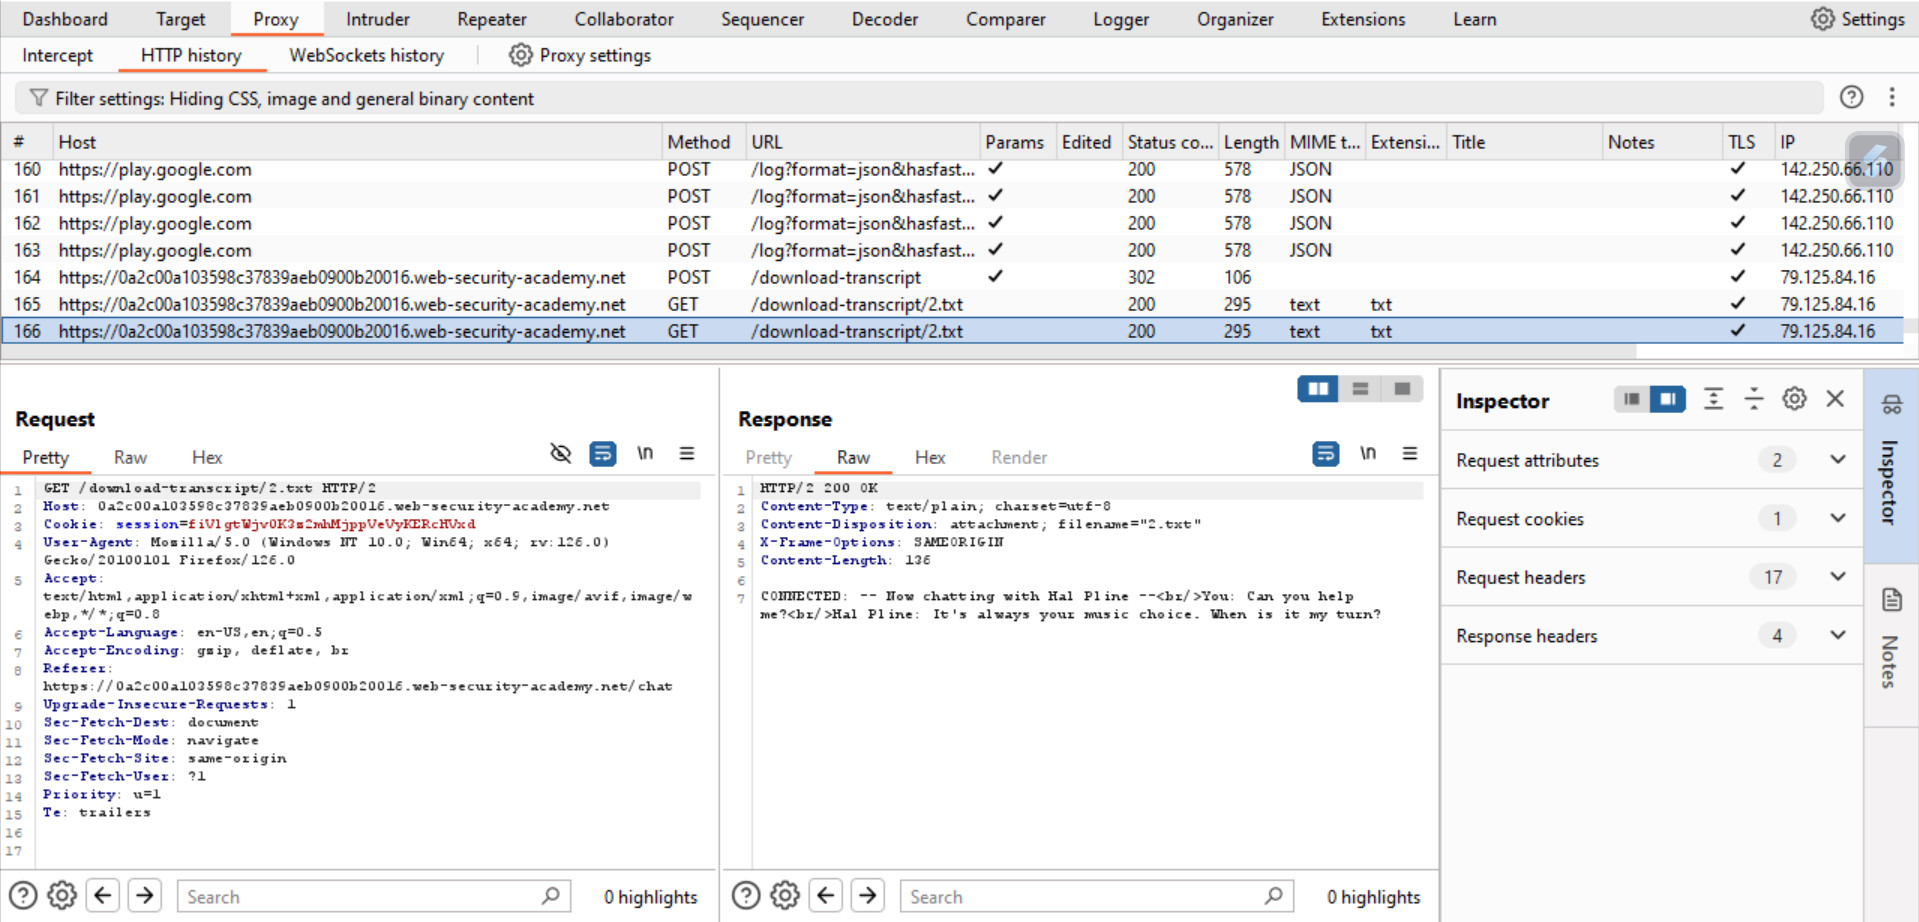 Dashboard Target Proxy Intruder Repeater Collaborator Sequencer Decoder Comparer Logger Organizer Extensions Learn Settings
Intercept HTTP history WebSockets history Proxy settings
Filter settings: Hiding CSS, image and general binary content
# Host Method URL Params Edited Status co... Length MIME t... Extensi... Title Notes TLS IP
160 https://play.google.com POST /log?format=json&hasfast... ✓ 200 578 JSON ✓ 142.250.66.110
161 https://play.google.com POST /log?format=json&hasfast... ✓ 200 578 JSON ✓ 142.250.66.110
162 https://play.google.com POST /log?format=json&hasfast... ✓ 200 578 JSON ✓ 142.250.66.110
163 https://play.google.com POST /log?format=json&hasfast... ✓ 200 578 JSON ✓ 142.250.66.110
164 https://0a2c00a103598c37839aeb0900b20016.web-security-academy.net POST /download-transcript ✓ 302 106 ✓ 79.125.84.16
165 https://0a2c00a103598c37839aeb0900b20016.web-security-academy.net GET /download-transcript/2.txt 200 295 text txt ✓ 79.125.84.16
166 https://0a2c00a103598c37839aeb0900b20016.web-security-academy.net GET /download-transcript/2.txt 200 295 text txt ✓ 79.125.84.16
Request
Pretty Raw Hex \n
1 GET /download-transcript/2.txt HTTP/2
2 Host: 0a2c00a103598c37839aeb0900b20016.web-security-academy.net
3 Cookie: session=
4 User-Agent: Mozilla/5.0 (Windows NT 10.0; Win64; x64; rv:126.0)
Gecko/20100101 Firefox/126.0
5 Accept:
text/html,application/xhtml+xml,application/xml;q=0.9,image/avif,image/w
ebp,*/*;q=0.8
6 Accept-Language: en-US,en;q=0.5
7 Accept-Encoding: gzip, deflate, br
8 Referer:
https://0a2c00a103598c37839aeb0900b20016.web-security-academy.net/chat
9 Upgrade-Insecure-Requests: 1
10 Sec-Fetch-Dest: document
11 Sec-Fetch-Mode: navigate
12 Sec-Fetch-Site: same-origin
13 Sec-Fetch-User: ?1
14 Priority: u=1
15 Te: trailers
16
17
Search 0 highlights
Response
Pretty Raw Hex Render \n
1 HTTP/2 200 OK
2 Content-Type: text/plain; charset=utf-8
3 Content-Disposition: attachment; filename="2.txt"
4 X-Frame-Options: SAMEORIGIN
5 Content-Length: 136
6
7 CONNECTED: -- Now chatting with Hal Pline --<br/>You: Can you help
me?<br/>Hal Pline: It's always your music choice. When is it my turn?
Search 0 highlights
Inspector
Request attributes 2
Request cookies 1
Request headers 17
Response headers 4
Inspector
Notes